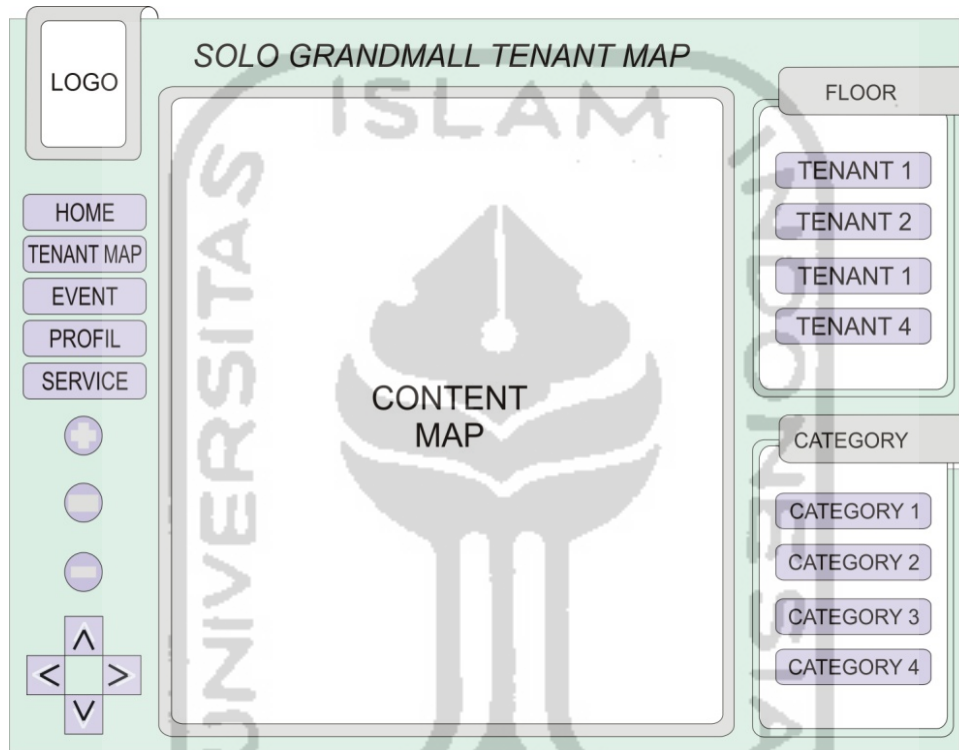 LOGO
SOLO GRANDMALL TENANT MAP
HOME
TENANT MAP
EVENT
PROFIL
SERVICE
<
^
>
v
CONTENT
MAP
FLOOR
TENANT 1
TENANT 2
TENANT 1
TENANT 4
CATEGORY
CATEGORY 1
CATEGORY 2
CATEGORY 3
CATEGORY 4
UNIVERSITAS
ISLAM
INDONESIA